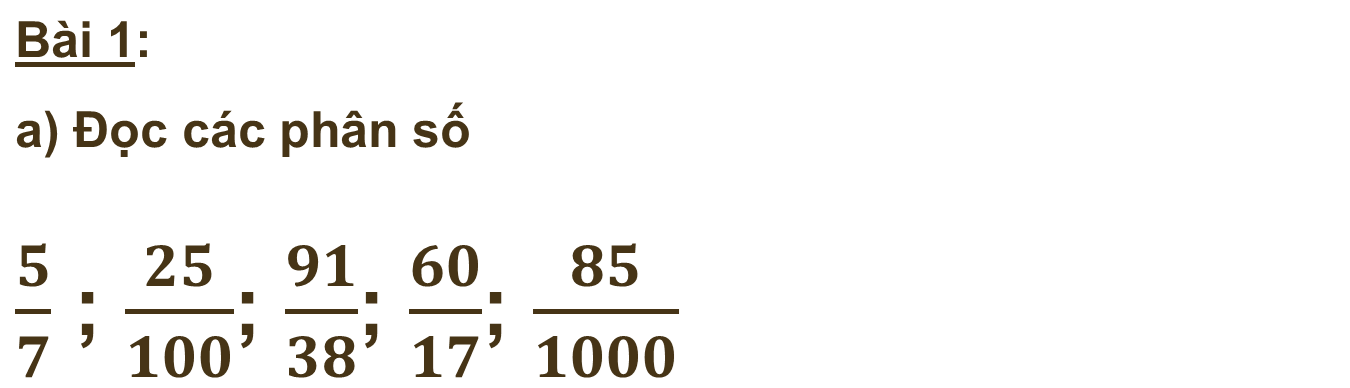 Bài 1:
a) Đọc các phân số
5/7 ; 25/100; 91/38; 60/17; 85/1000